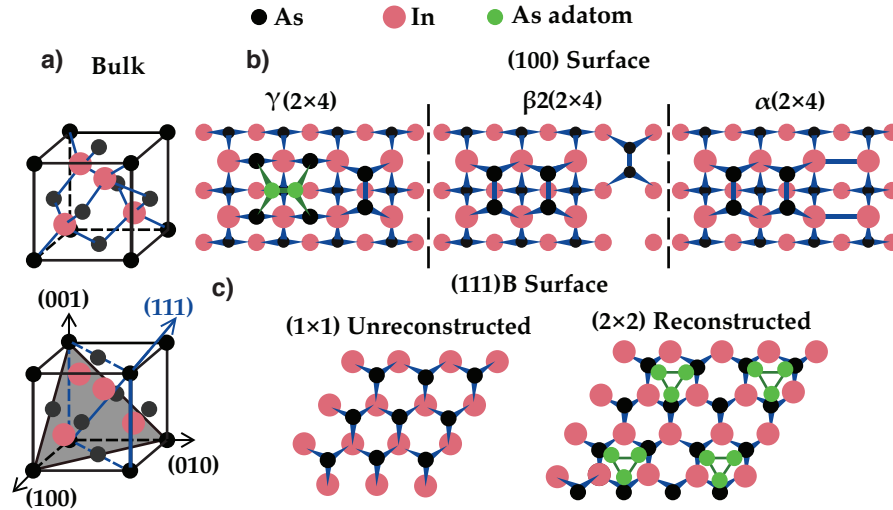 As In As adatom
a) Bulk
b) (100) Surface
γ(2×4) β2(2×4) α(2×4)
(111)B Surface
c)
(1×1) Unreconstructed (2×2) Reconstructed
(001) (111)
(010)
(100)